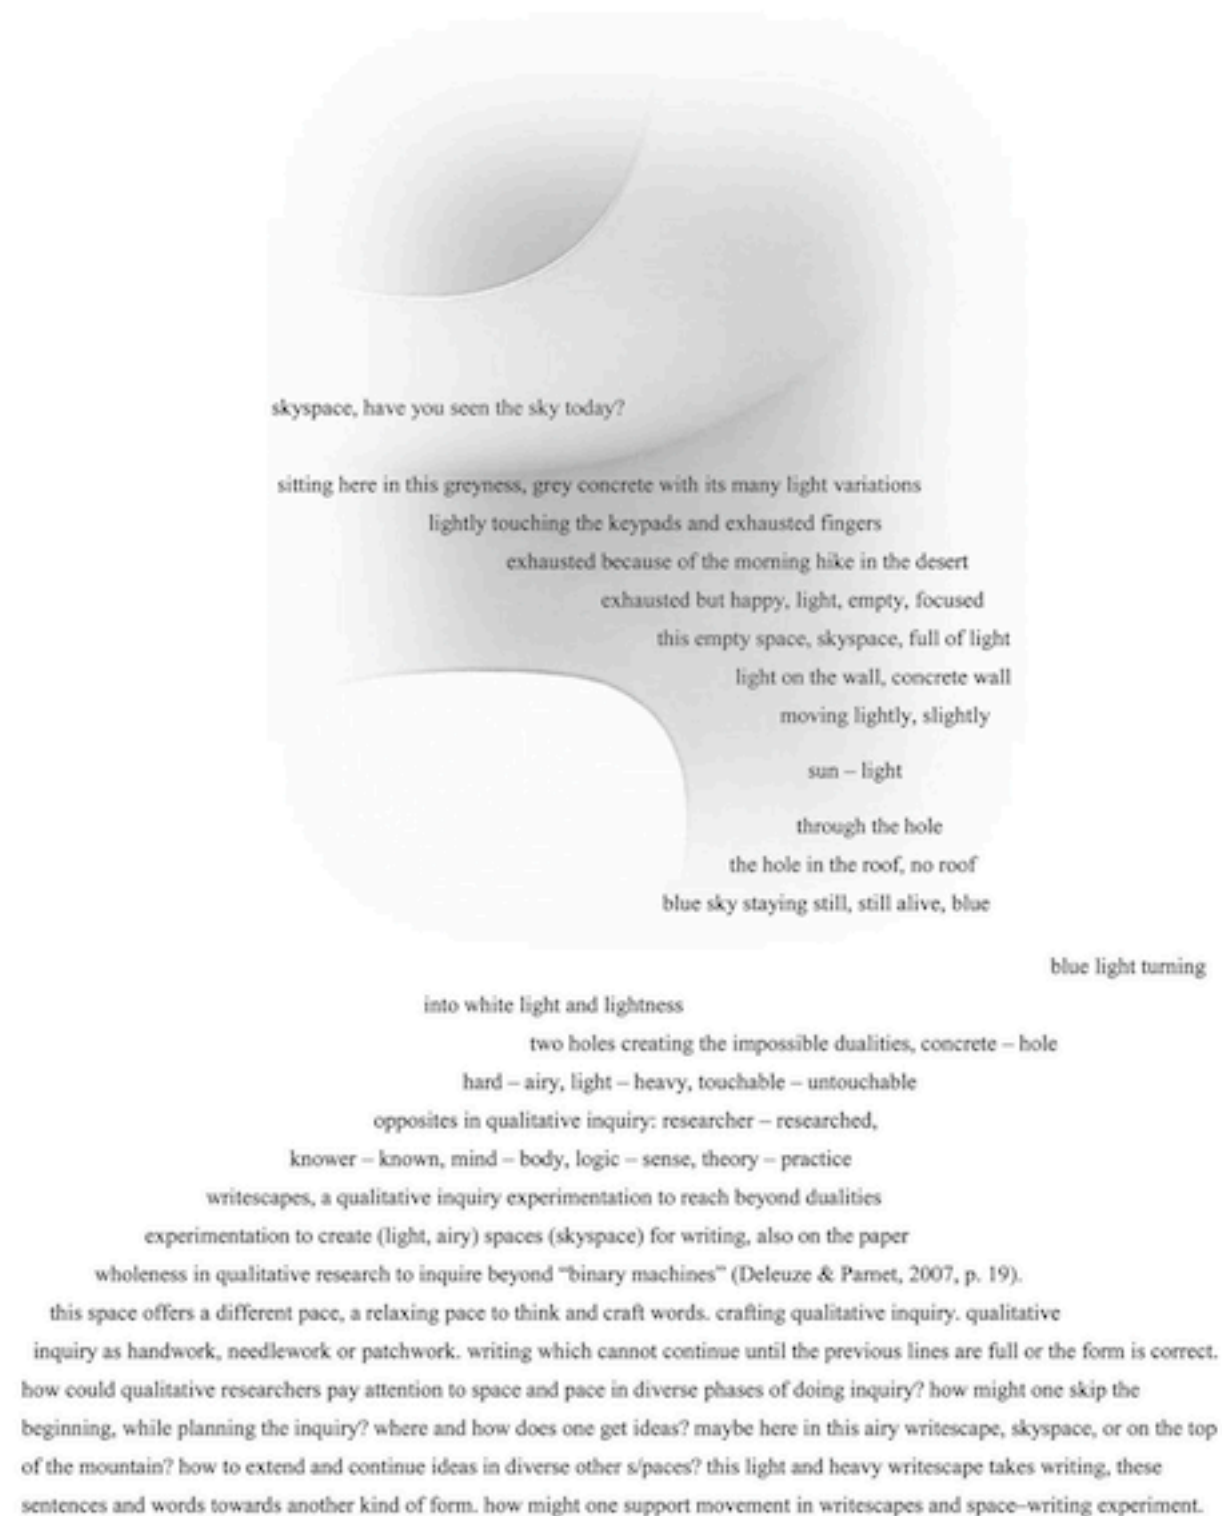 skyspace, have you seen the sky today?
sitting here in this greyness, grey concrete with its many light variations
lightly touching the keypads and exhausted fingers
exhausted because of the morning hike in the desert
exhausted but happy, light, empty, focused
this empty space, skyspace, full of light
light on the wall, concrete wall
moving lightly, slightly
sun – light
through the hole
the hole in the roof, no roof
blue sky staying still, still alive, blue
blue light turning
into white light and lightness
two holes creating the impossible dualities, concrete – hole
hard – airy, light – heavy, touchable – untouchable
opposites in qualitative inquiry: researcher – researched,
knower – known, mind – body, logic – sense, theory – practice
writescapes, a qualitative inquiry experimentation to reach beyond dualities
experimentation to create (light, airy) spaces (skyspace) for writing, also on the paper
wholeness in qualitative research to inquire beyond “binary machines” (Deleuze & Parnet, 2007, p. 19).
this space offers a different pace, a relaxing pace to think and craft words. crafting qualitative inquiry. qualitative
inquiry as handwork, needlework or patchwork. writing which cannot continue until the previous lines are full or the form is correct.
how could qualitative researchers pay attention to space and pace in diverse phases of doing inquiry? how might one skip the
beginning, while planning the inquiry? where and how does one get ideas? maybe here in this airy writescape, skyspace, or on the top
of the mountain? how to extend and continue ideas in diverse other s/paces? this light and heavy writescape takes writing, these
sentences and words towards another kind of form. how might one support movement in writescapes and space–writing experiment.